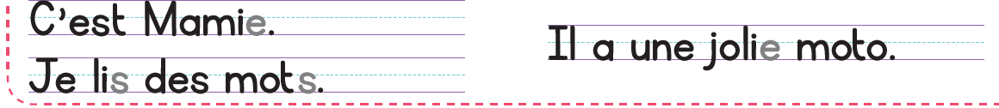 C'est Mamie.
Je lis des mots.
Il a une jolie moto.